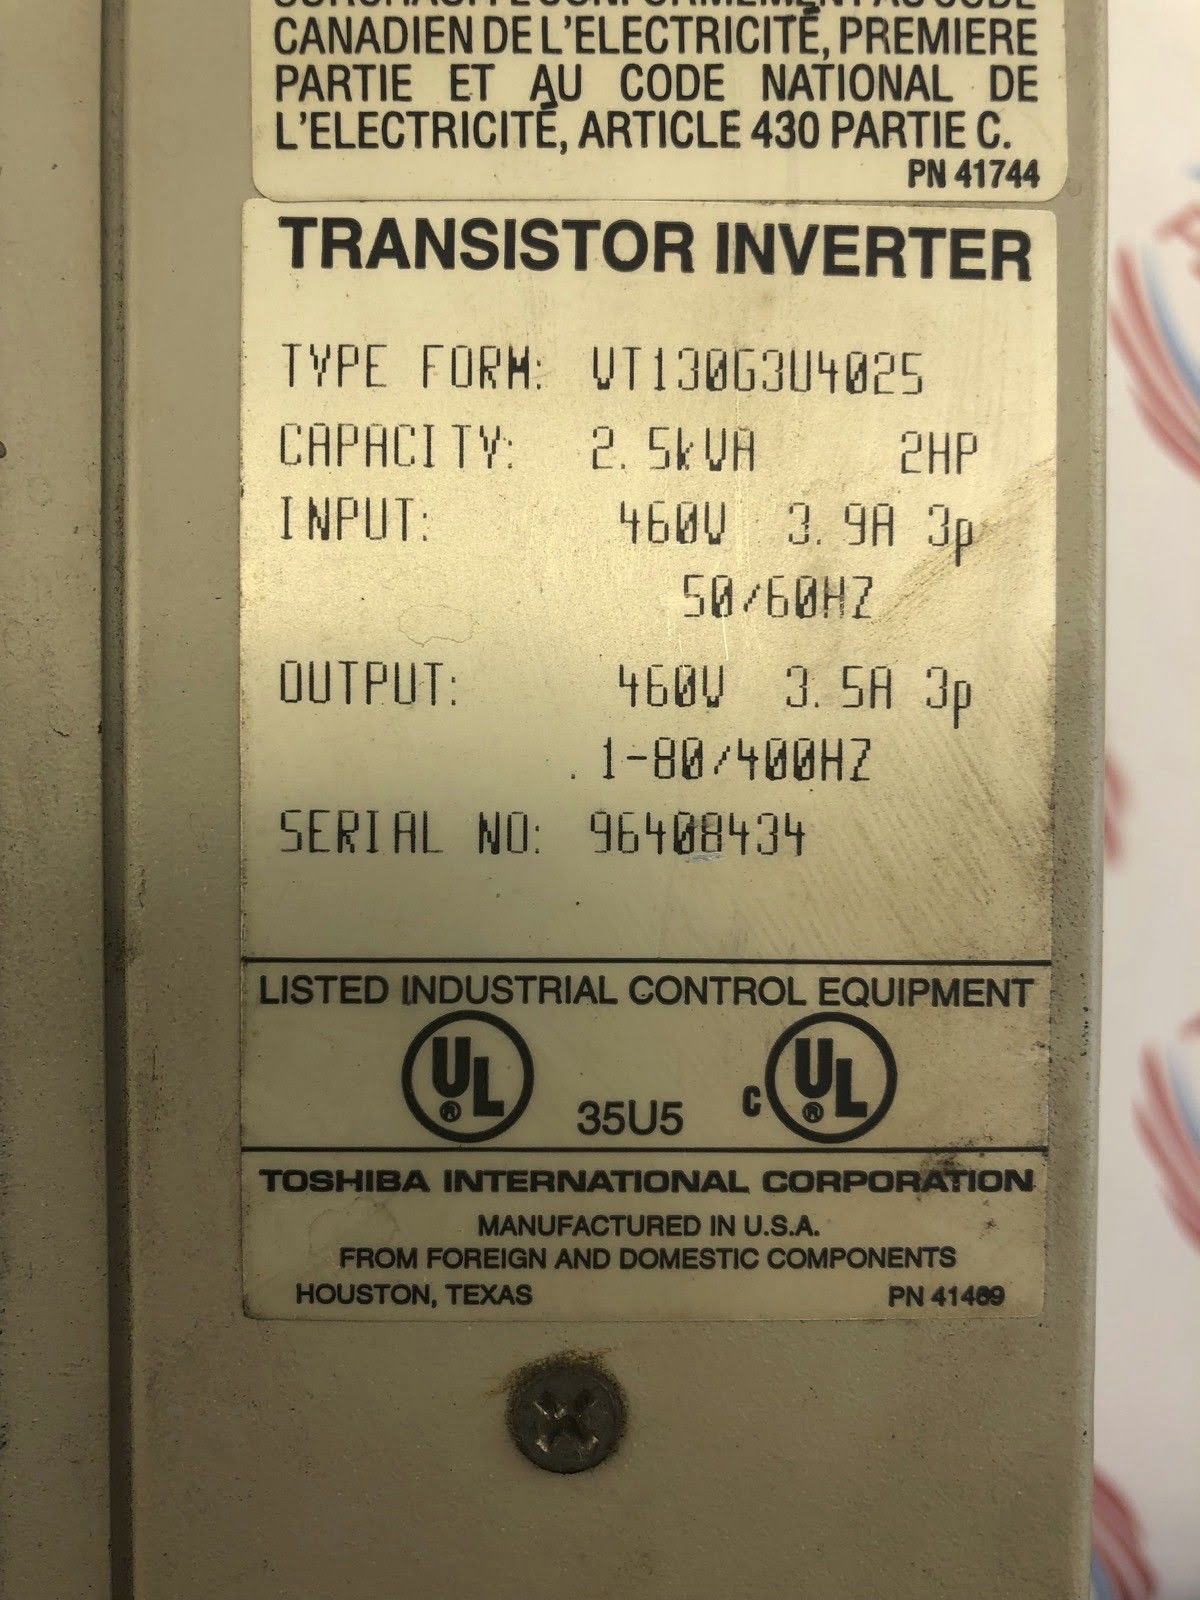 CANADIEN DE L'ELECTRICITÉ, PREMIERE
PARTIE ET AU CODE NATIONAL DE
L'ELECTRICITÉ, ARTICLE 430 PARTIE C.
PN 41744
TRANSISTOR INVERTER
TYPE FORM: VT130G3U4025
CAPACITY: 2.5kVA 2HP
INPUT: 460V 3.9A 3p
50/60HZ
OUTPUT: 460V 3.5A 3p
1-80/400HZ
SERIAL NO: 96408434
LISTED INDUSTRIAL CONTROL EQUIPMENT
UL ® 35U5 C UL ®
TOSHIBA INTERNATIONAL CORPORATION
MANUFACTURED IN U.S.A.
FROM FOREIGN AND DOMESTIC COMPONENTS
HOUSTON, TEXAS PN 41469